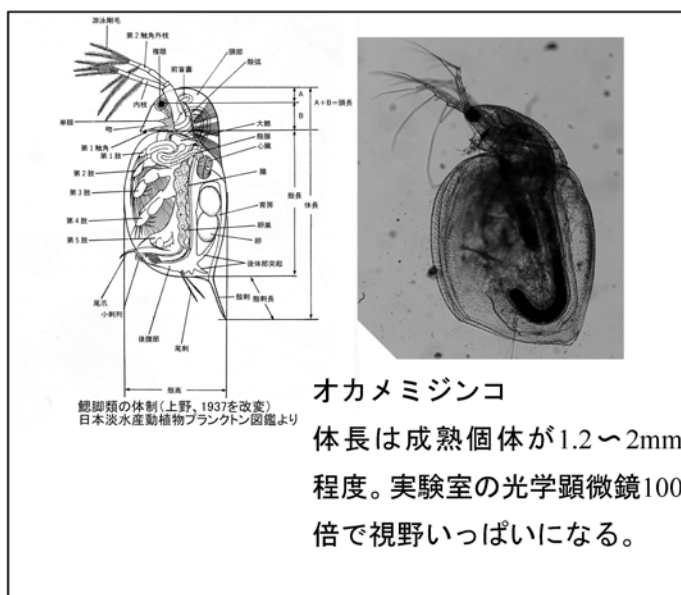 游泳剛毛
第2触角外枝
複眼
頭部
殻弧
前盲嚢
A
A+B=頭長
B
内枝
単眼
吻
第1触角
第1肢
第2肢
第3肢
第4肢
第5肢
大顎
殻腺
心臓
腸
育房
卵巣
卵
後体部突起
殻長
体長
殻刺
殻刺長
尾爪
小刺列
後腹部
尾刺
殻高
鰓脚類の体制(上野、1937を改変)
日本淡水産動植物プランクトン図鑑より
オカメミジンコ
体長は成熟個体が1.2〜2mm
程度。実験室の光学顕微鏡100
倍で視野いっぱいになる。